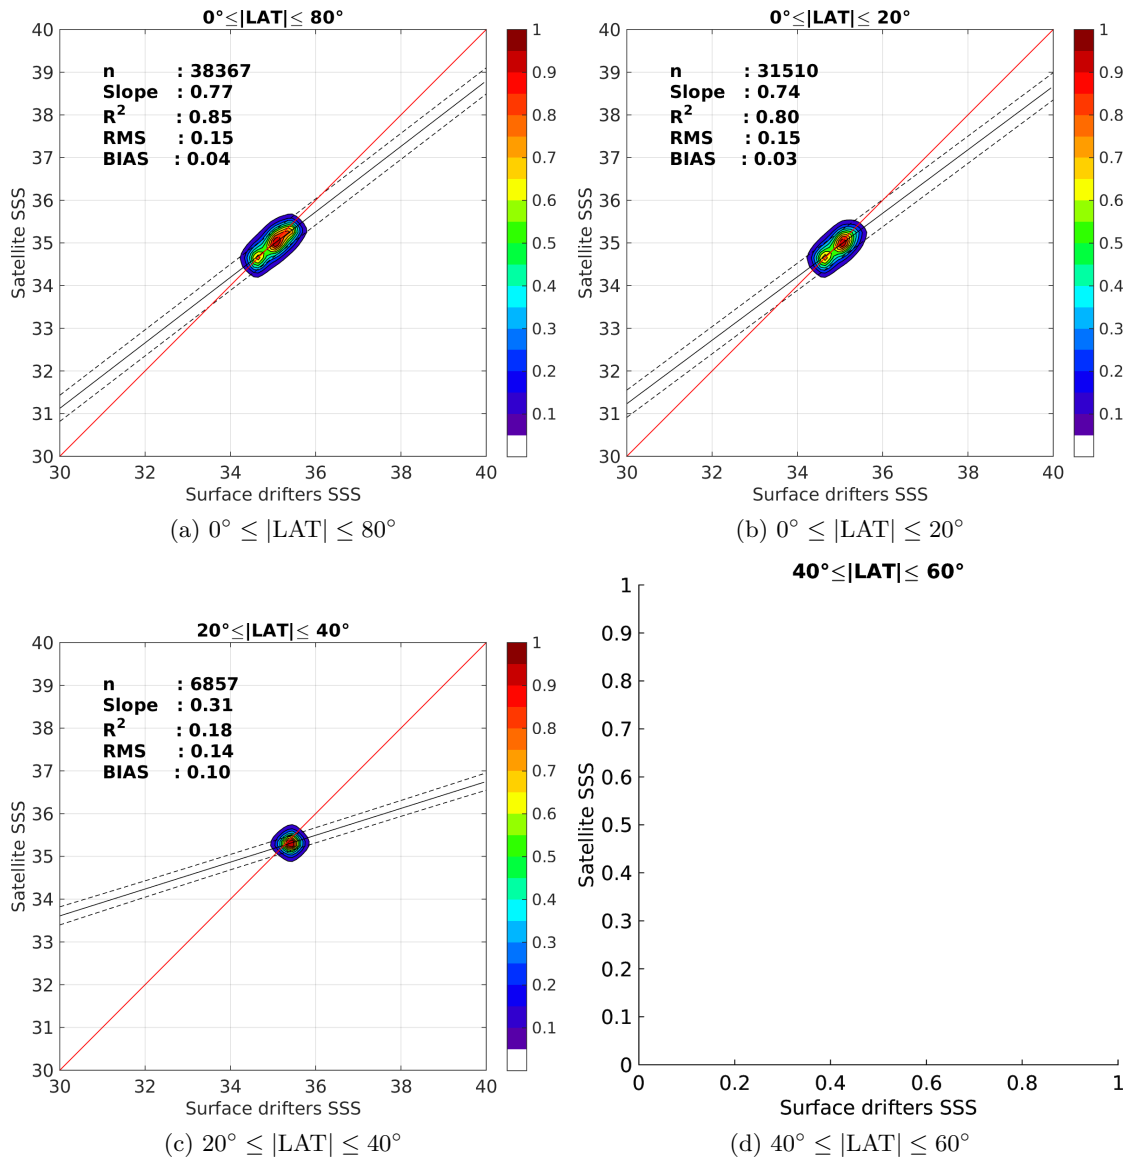 0°≤|LAT|≤ 80°
40
39
38
37
36
35
34
33
32
31
30
30 32 34 36 38 40
Satellite SSS
Surface drifters SSS
n : 38367
Slope : 0.77
R2 : 0.85
RMS : 0.15
BIAS : 0.04
1
0.9
0.8
0.7
0.6
0.5
0.4
0.3
0.2
0.1
(a) 0° ≤ |LAT| ≤ 80°
0°≤|LAT|≤ 20°
40
39
38
37
36
35
34
33
32
31
30
30 32 34 36 38 40
Satellite SSS
Surface drifters SSS
n : 31510
Slope : 0.74
R2 : 0.80
RMS : 0.15
BIAS : 0.03
1
0.9
0.8
0.7
0.6
0.5
0.4
0.3
0.2
0.1
(b) 0° ≤ |LAT| ≤ 20°
20°≤|LAT|≤ 40°
40
39
38
37
36
35
34
33
32
31
30
30 32 34 36 38 40
Satellite SSS
Surface drifters SSS
n : 6857
Slope : 0.31
R2 : 0.18
RMS : 0.14
BIAS : 0.10
1
0.9
0.8
0.7
0.6
0.5
0.4
0.3
0.2
0.1
(c) 20° ≤ |LAT| ≤ 40°
40°≤|LAT|≤ 60°
1
0.9
0.8
0.7
0.6
0.5
0.4
0.3
0.2
0.1
0
0 0.2 0.4 0.6 0.8 1
Satellite SSS
Surface drifters SSS
(d) 40° ≤ |LAT| ≤ 60°